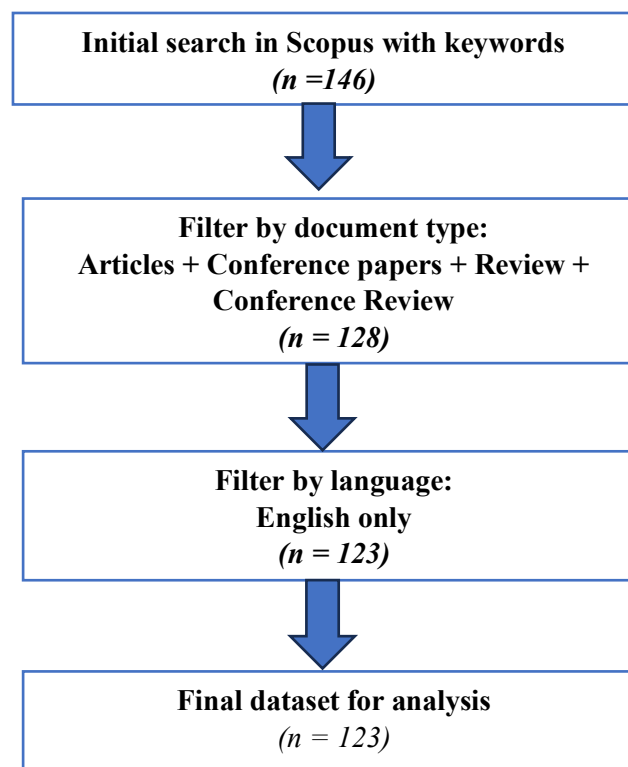 Initial search in Scopus with keywords
(n =146)
Filter by document type:
Articles + Conference papers + Review +
Conference Review
(n = 128)
Filter by language:
English only
(n = 123)
Final dataset for analysis
(n = 123)